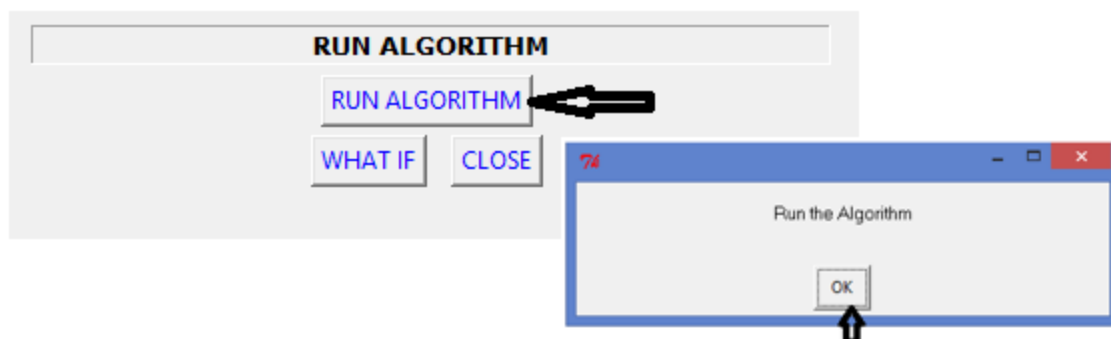 RUN ALGORITHM
RUN ALGORITHM
WHAT IF CLOSE
Run the Algorithm
OK